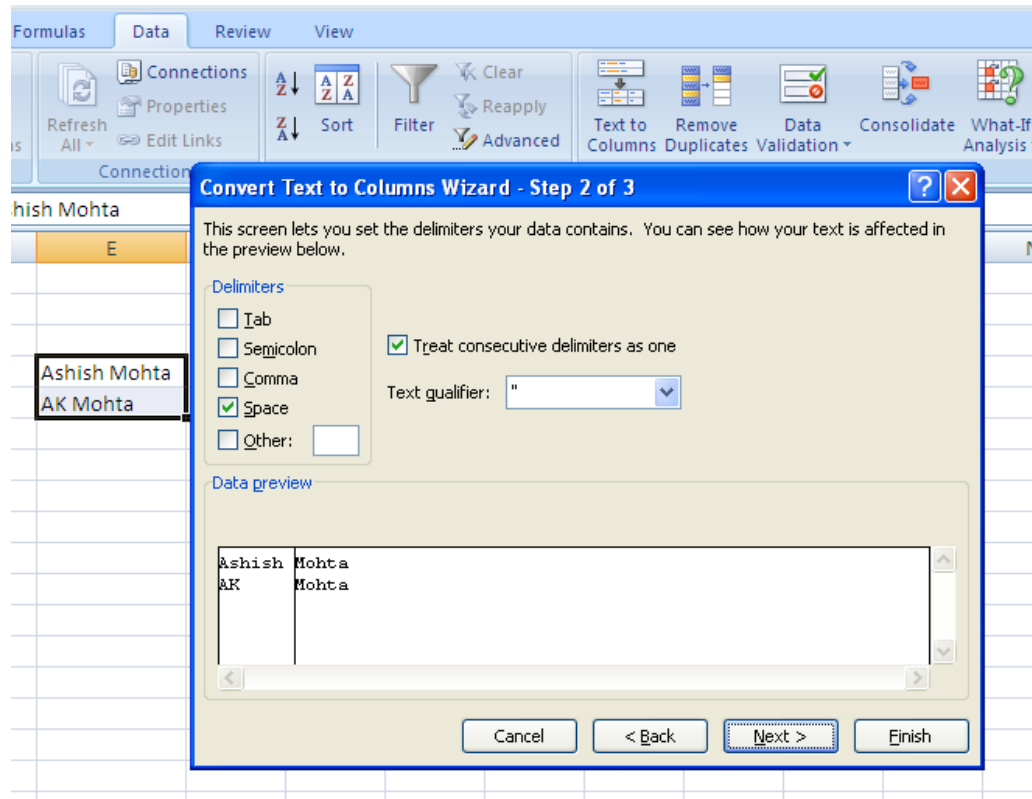 Formulas Data Review View
Connections
Properties
Edit Links
Refresh
All
A Z
Z A
A Z
Z A
Sort
Filter
Clear
Reapply
Advanced
Text to
Columns
Remove
Duplicates
Data
Validation
Consolidate
What-If
Analysis
Connection
hish Mohta
E
Ashish Mohta
AK Mohta
Convert Text to Columns Wizard - Step 2 of 3
This screen lets you set the delimiters your data contains. You can see how your text is affected in
the preview below.
Delimiters
Tab
Semicolon
Comma
Space
Other:
Treat consecutive delimiters as one
Text qualifier: "
Data preview
Ashish Mohta
AK Mohta
Cancel < Back Next > Finish